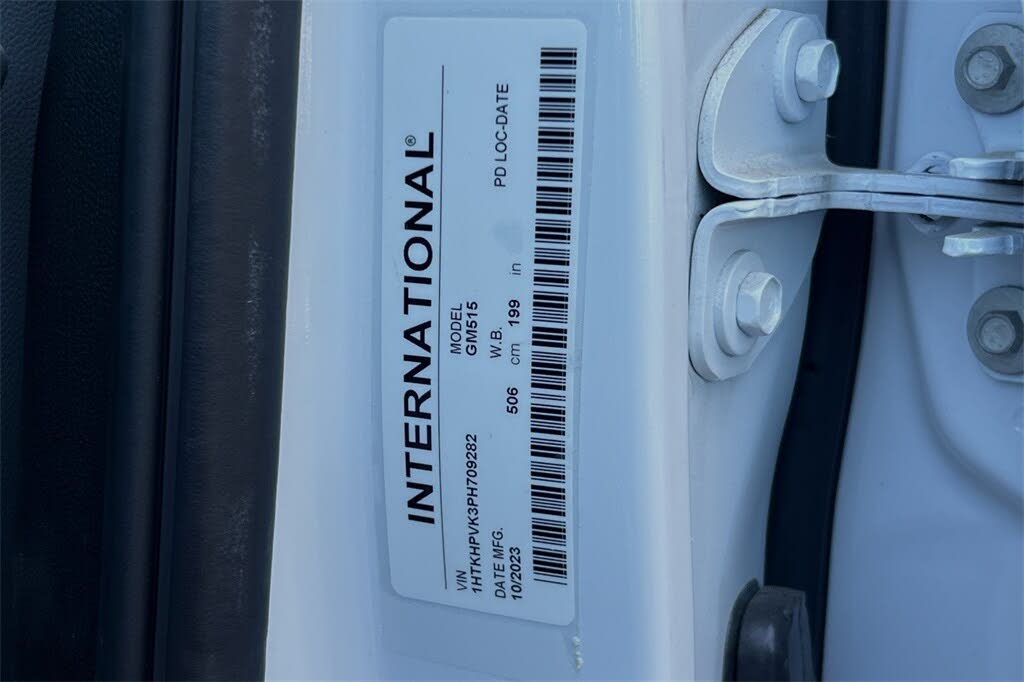 INTERNATIONAL®
VIN
1HTKHPVK3PH709282
MODEL
GM515
DATE MFG.
10/2023
W.B.
506 cm 199 in
PD LOC-DATE